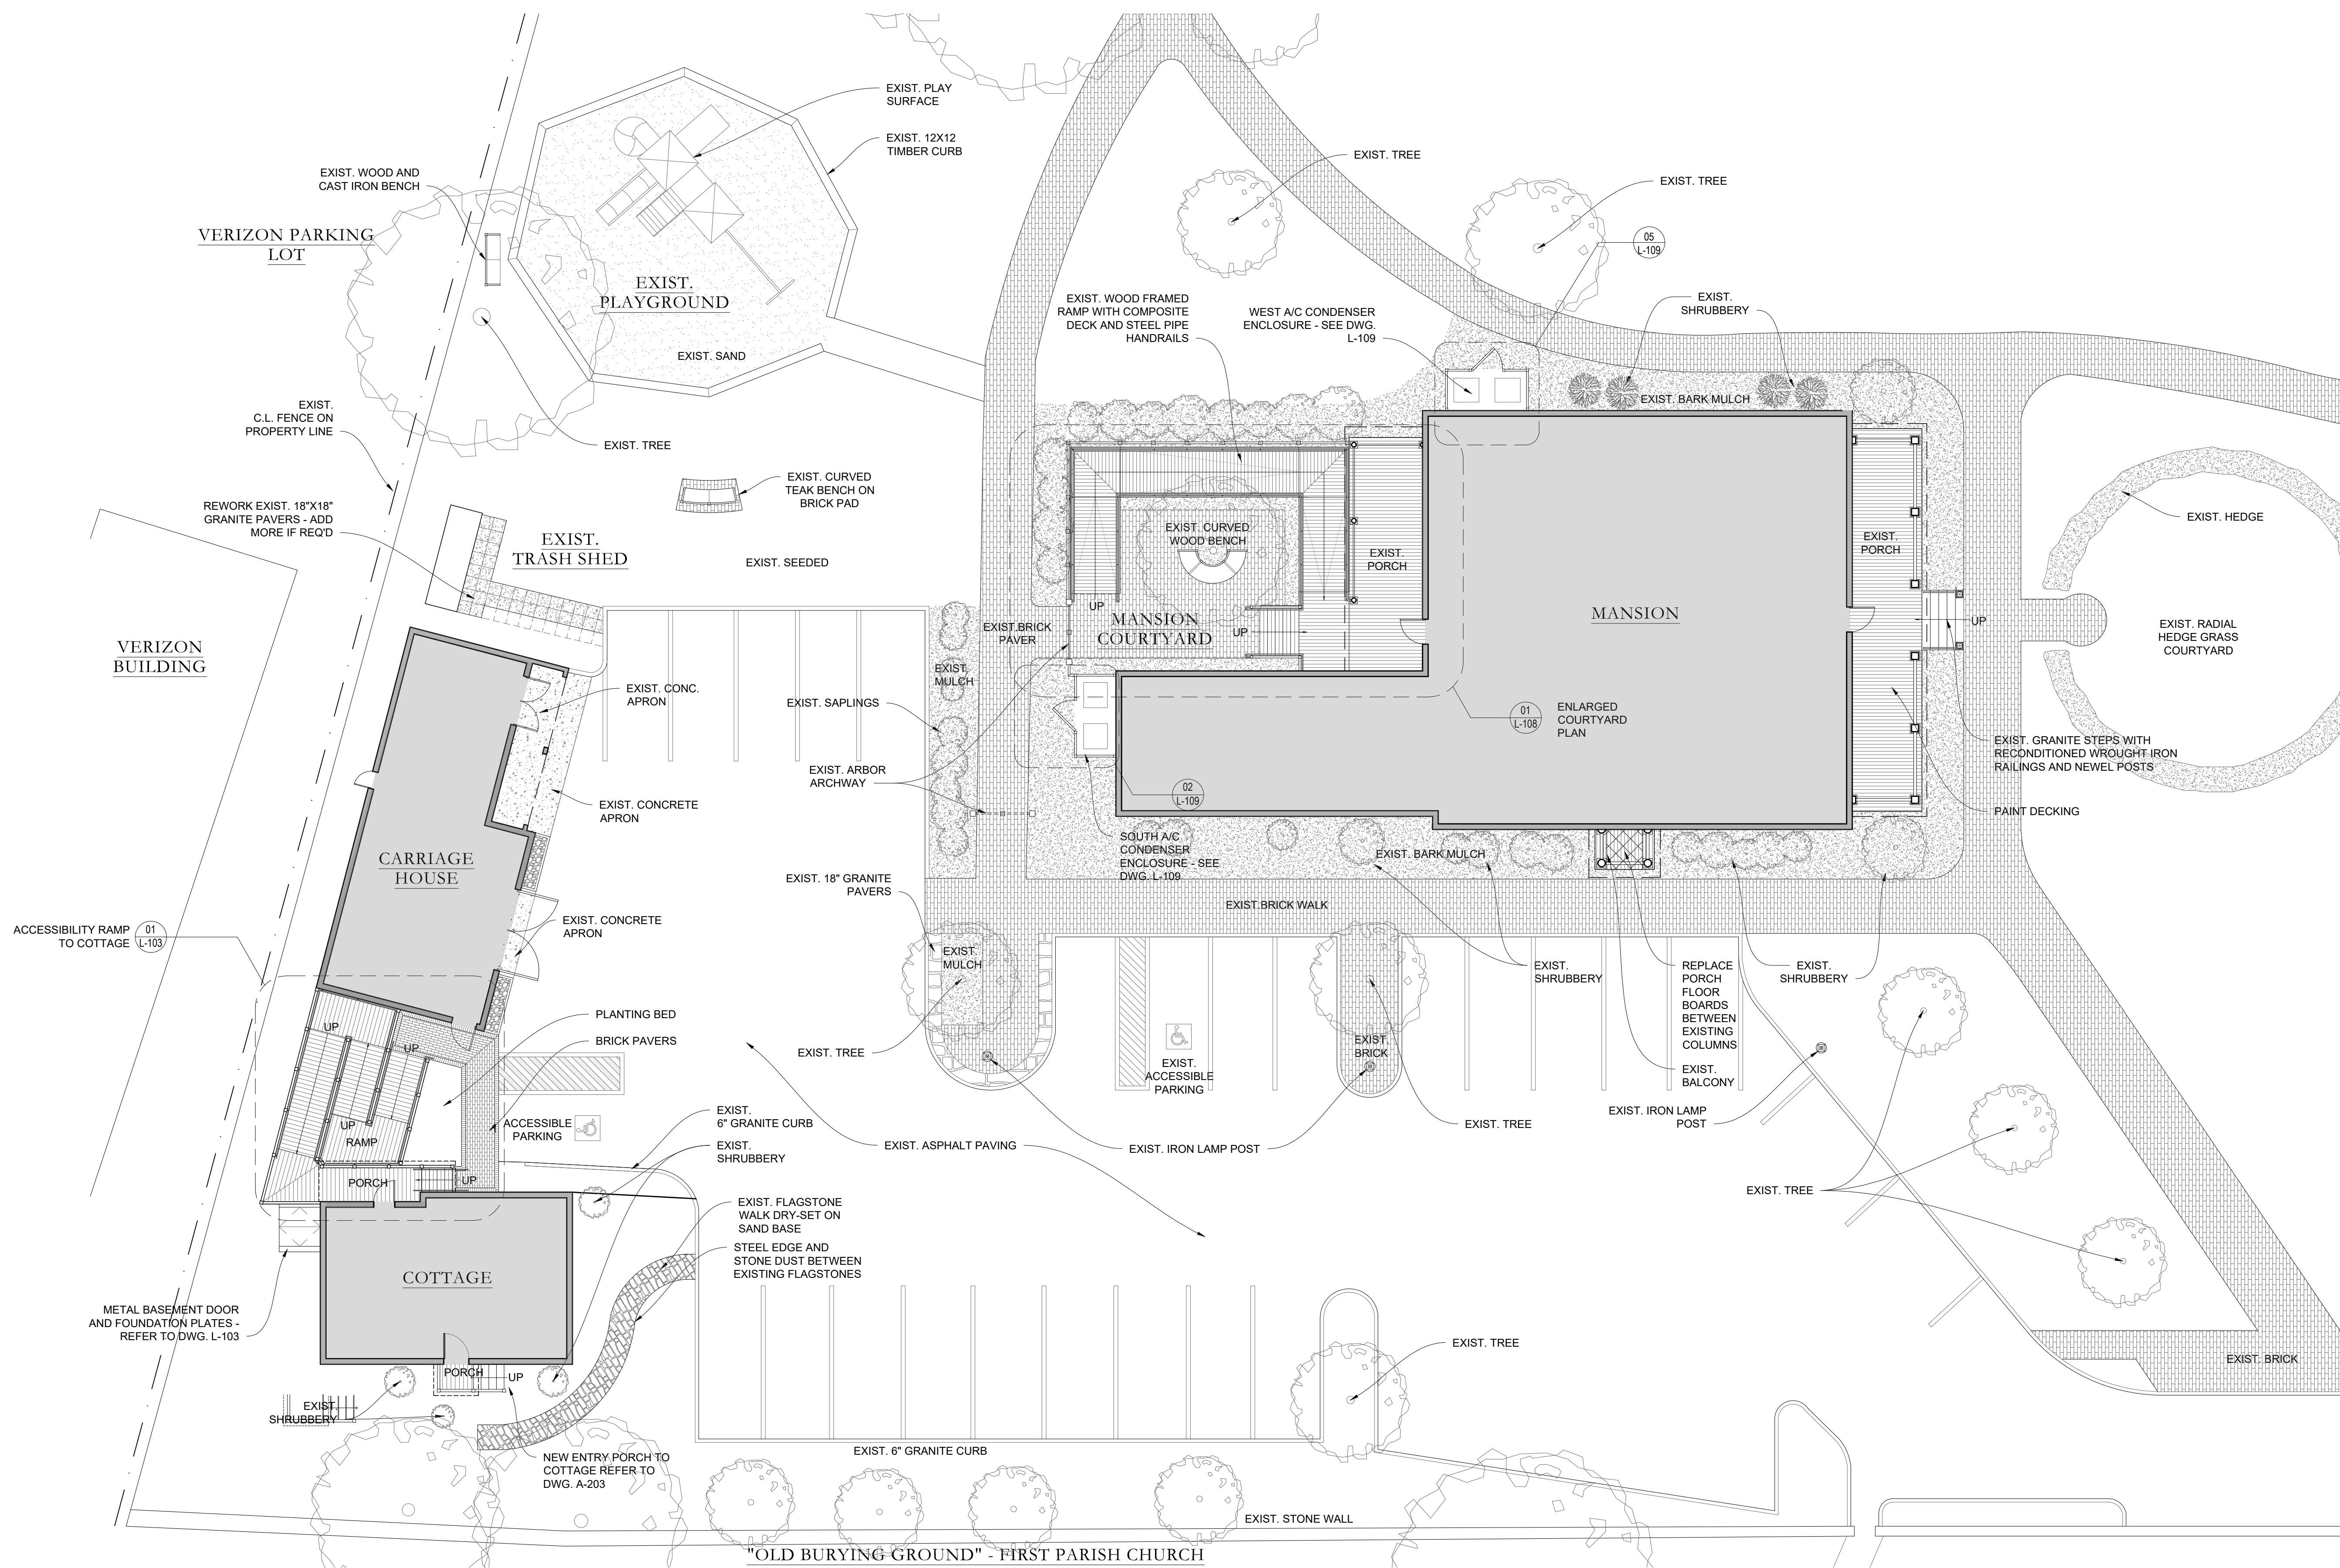 EXIST. PLAY
SURFACE
EXIST. 12X12
TIMBER CURB
EXIST. WOOD AND
CAST IRON BENCH
VERIZON PARKING
LOT
EXIST.
PLAYGROUND
EXIST. SAND
EXIST. TREE
EXIST. TREE
05
L-109
EXIST. WOOD FRAMED
RAMP WITH COMPOSITE
DECK AND STEEL PIPE
HANDRAILS
WEST A/C CONDENSER
ENCLOSURE - SEE DWG.
L-109
EXIST.
SHRUBBERY
EXIST. BARK MULCH
EXIST.
C.L. FENCE ON
PROPERTY LINE
EXIST. TREE
EXIST. CURVED
TEAK BENCH ON
BRICK PAD
REWORK EXIST. 18"X18"
GRANITE PAVERS - ADD
MORE IF REQ'D
EXIST.
TRASH SHED
EXIST. SEEDED
EXIST. CURVED
WOOD BENCH
EXIST.
PORCH
EXIST.
PORCH
EXIST. HEDGE
UP
MANSION
COURTYARD
UP
MANSION
UP
EXIST. RADIAL
HEDGE GRASS
COURTYARD
VERIZON
BUILDING
EXIST.BRICK
PAVER
EXIST.
MULCH
EXIST. CONC.
APRON
EXIST. SAPLINGS
01
L-108
ENLARGED
COURTYARD
PLAN
EXIST. GRANITE STEPS WITH
RECONDITIONED WROUGHT IRON
RAILINGS AND NEWEL POSTS
EXIST. ARBOR
ARCHWAY
02
L-109
EXIST. CONCRETE
APRON
PAINT DECKING
CARRIAGE
HOUSE
SOUTH A/C
CONDENSER
ENCLOSURE - SEE
DWG. L-109
EXIST. BARK MULCH
EXIST. 18" GRANITE
PAVERS
EXIST.BRICK WALK
ACCESSIBILITY RAMP
TO COTTAGE
01
L-103
EXIST. CONCRETE
APRON
EXIST.
MULCH
EXIST.
SHRUBBERY
REPLACE
PORCH
FLOOR
BOARDS
BETWEEN
EXISTING
COLUMNS
EXIST.
SHRUBBERY
PLANTING BED
BRICK PAVERS
UP
UP
EXIST. TREE
EXIST.
ACCESSIBLE
PARKING
EXIST.
BRICK
EXIST.
BALCONY
EXIST.
6" GRANITE CURB
ACCESSIBLE
PARKING
UP
RAMP
EXIST. TREE
EXIST. IRON LAMP
POST
EXIST.
SHRUBBERY
EXIST. ASPHALT PAVING
EXIST. IRON LAMP POST
PORCH
UP
EXIST. TREE
EXIST. FLAGSTONE
WALK DRY-SET ON
SAND BASE
STEEL EDGE AND
STONE DUST BETWEEN
EXISTING FLAGSTONES
COTTAGE
METAL BASEMENT DOOR
AND FOUNDATION PLATES -
REFER TO DWG. L-103
EXIST. TREE
EXIST. BRICK
PORCH
UP
EXIST.
SHRUBBERY
EXIST. 6" GRANITE CURB
NEW ENTRY PORCH TO
COTTAGE REFER TO
DWG. A-203
EXIST. STONE WALL
"OLD BURYING GROUND" - FIRST PARISH CHURCH